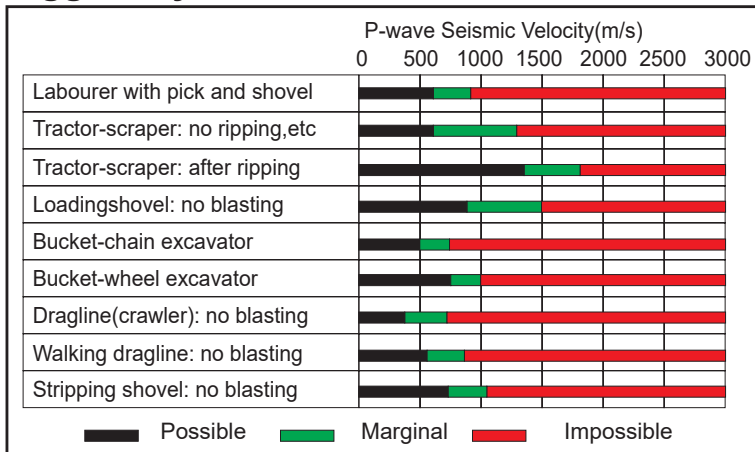 P-wave Seismic Velocity(m/s)
0 500 1000 1500 2000 2500 3000
Labourer with pick and shovel
Tractor-scraper: no ripping,etc
Tractor-scraper: after ripping
Loadingshovel: no blasting
Bucket-chain excavator
Bucket-wheel excavator
Dragline(crawler): no blasting
Walking dragline: no blasting
Stripping shovel: no blasting
Possible Marginal Impossible